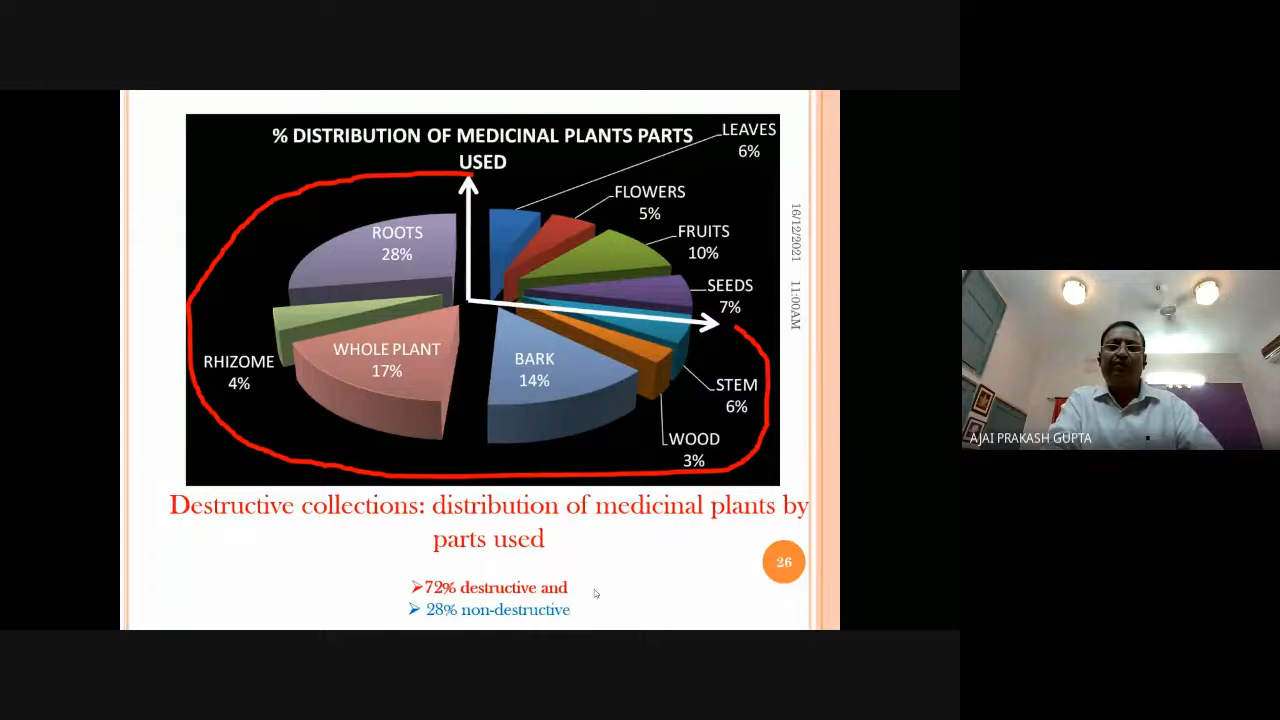 % DISTRIBUTION OF MEDICINAL PLANTS PARTS
USED
LEAVES
6%
FLOWERS
5%
FRUITS
10%
SEEDS
7%
STEM
6%
WOOD
3%
BARK
14%
WHOLE PLANT
17%
RHIZOME
4%
ROOTS
28%
16/12/2021 11:00AM
Destructive collections: distribution of medicinal plants by
parts used
26
72% destructive and
28% non-destructive
AJAI PRAKASH GUPTA